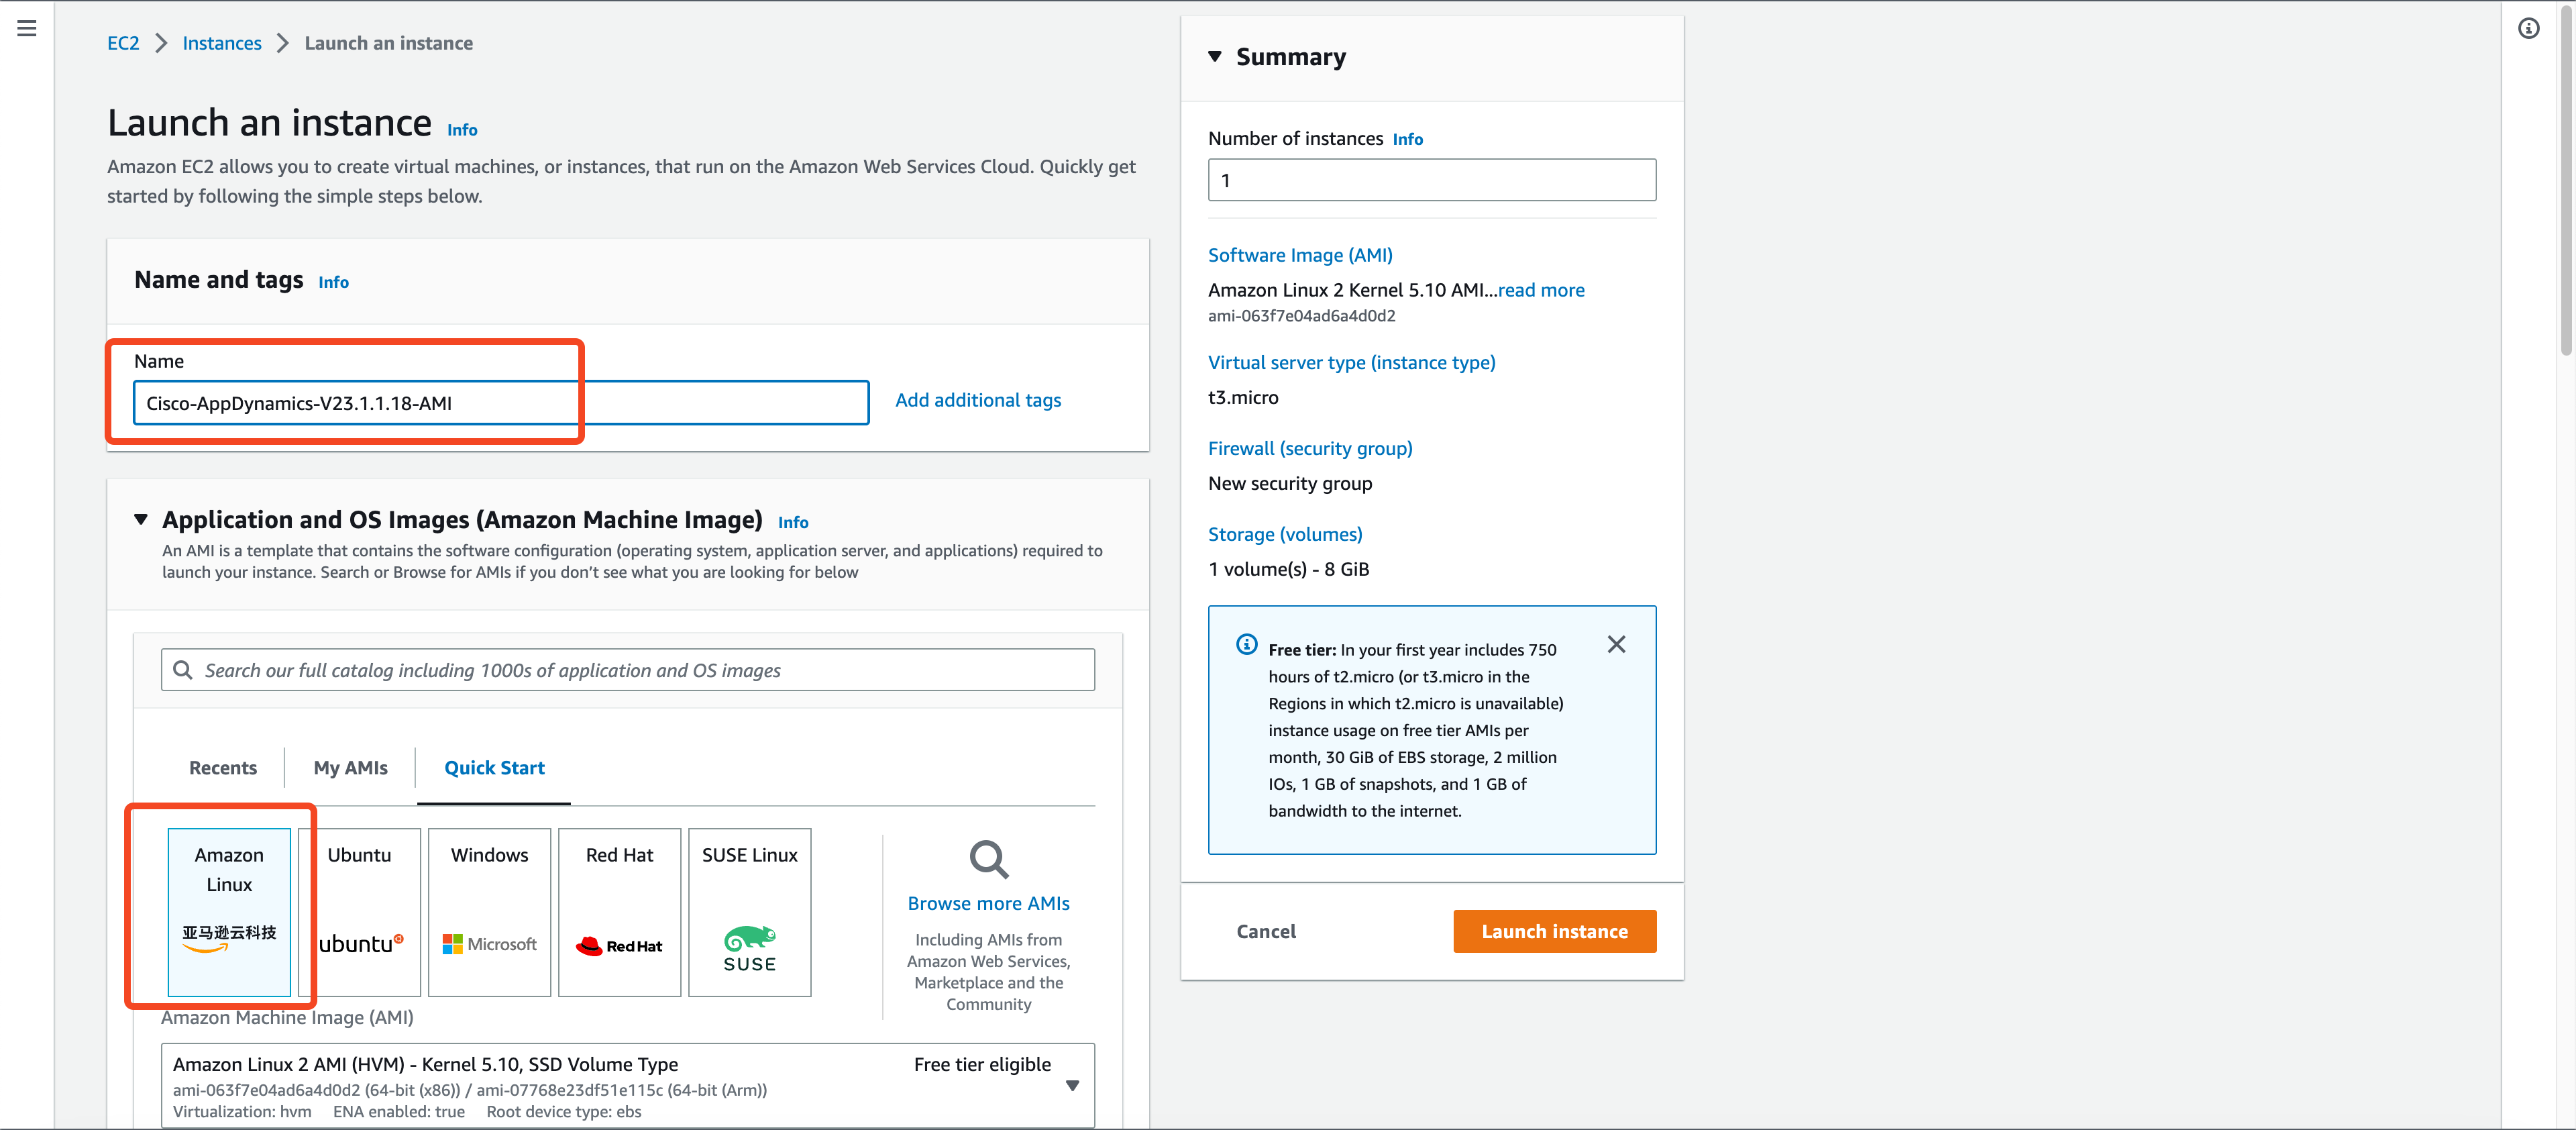 EC2 > Instances > Launch an instance
Launch an instance Info
Amazon EC2 allows you to create virtual machines, or instances, that run on the Amazon Web Services Cloud. Quickly get
started by following the simple steps below.
Name and tags Info
Name
Cisco-AppDynamics-V23.1.1.18-AMI
Add additional tags
Application and OS Images (Amazon Machine Image) Info
An AMI is a template that contains the software configuration (operating system, application server, and applications) required to
launch your instance. Search or Browse for AMIs if you don’t see what you are looking for below
Search our full catalog including 1000s of application and OS images
Recents
My AMIs
Quick Start
Amazon
Linux
亚马逊云科技
Ubuntu
ubuntu
Windows
Microsoft
Red Hat
Red Hat
SUSE Linux
SUSE
Browse more AMIs
Including AMIs from
Amazon Web Services,
Marketplace and the
Community
Amazon Machine Image (AMI)
Amazon Linux 2 AMI (HVM) - Kernel 5.10, SSD Volume Type
Free tier eligible
ami-063f7e04ad6a4d0d2 (64-bit (x86)) / ami-07768e23df51e115c (64-bit (Arm))
Virtualization: hvm ENA enabled: true Root device type: ebs
Summary
Number of instances Info
1
Software Image (AMI)
Amazon Linux 2 Kernel 5.10 AMI...read more
ami-063f7e04ad6a4d0d2
Virtual server type (instance type)
t3.micro
Firewall (security group)
New security group
Storage (volumes)
1 volume(s) - 8 GiB
Free tier: In your first year includes 750
hours of t2.micro (or t3.micro in the
Regions in which t2.micro is unavailable)
instance usage on free tier AMIs per
month, 30 GiB of EBS storage, 2 million
IOs, 1 GB of snapshots, and 1 GB of
bandwidth to the internet.
Cancel
Launch instance